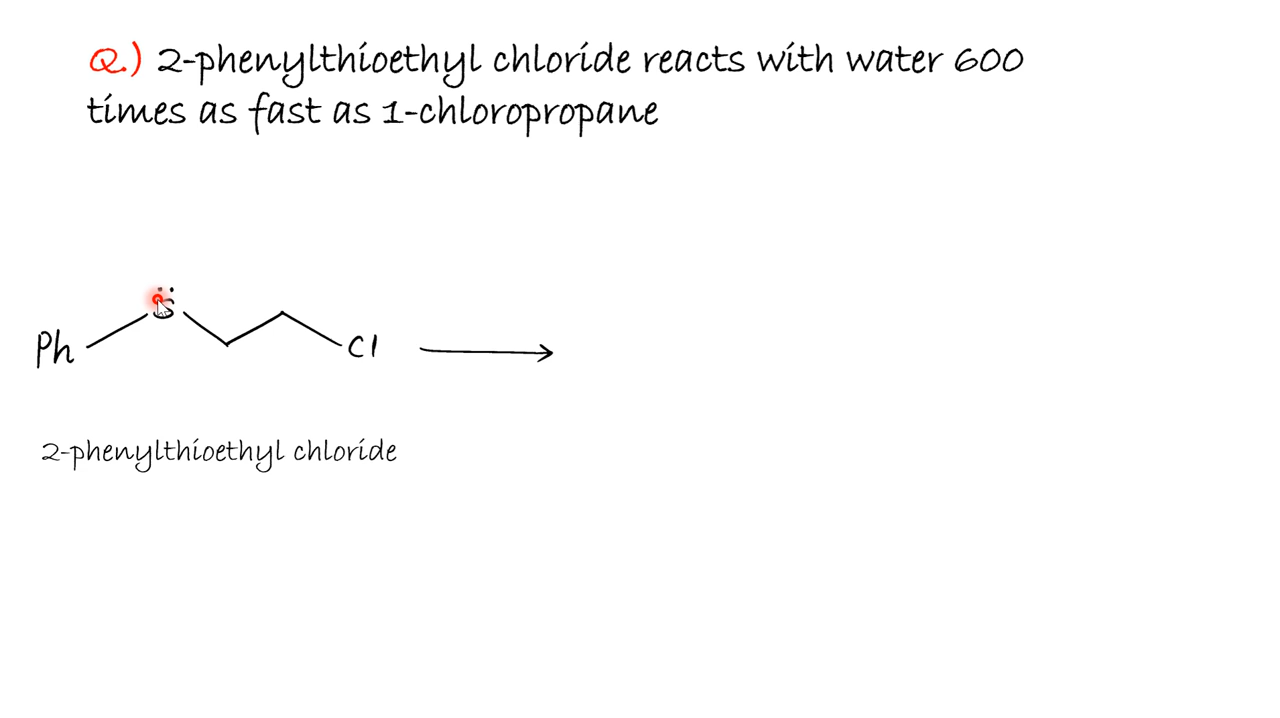 Q.) 2-phenylthioethyl chloride reacts with water 600
times as fast as 1-chloropropane
S
Ph
Cl
2-phenylthioethyl chloride